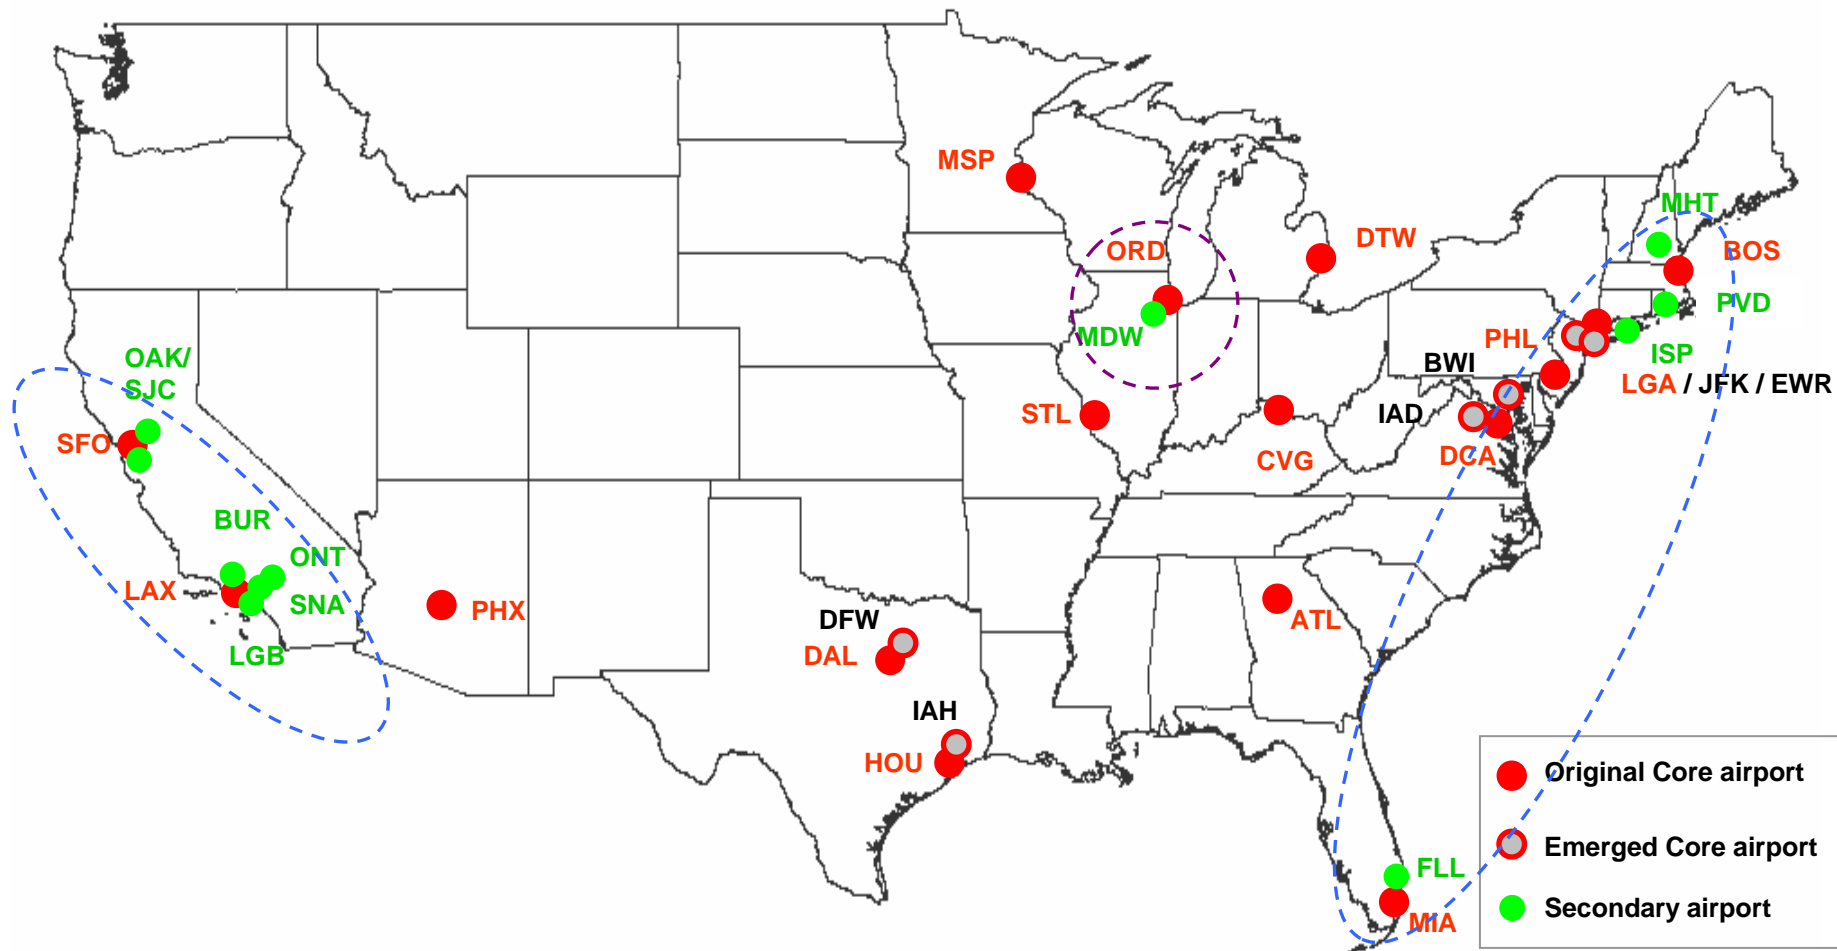 MSP
MHT
ORD
DTW
BOS
PVD
MDW
PHL
ISP
OAK/
SJC
BWI
LGA / JFK / EWR
STL
IAD
SFO
DCA
CVG
BUR
ONT
LAX
SNA
PHX
DFW
ATL
DAL
LGB
IAH
HOU
Original Core airport
Emerged Core airport
FLL
Secondary airport
MIA